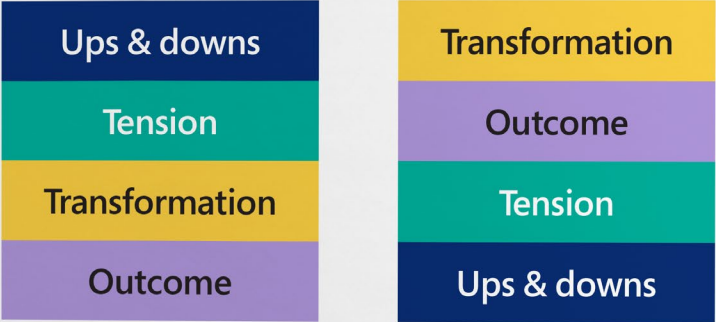 Ups & downs
Tension
Transformation
Outcome
Transformation
Outcome
Tension
Ups & downs